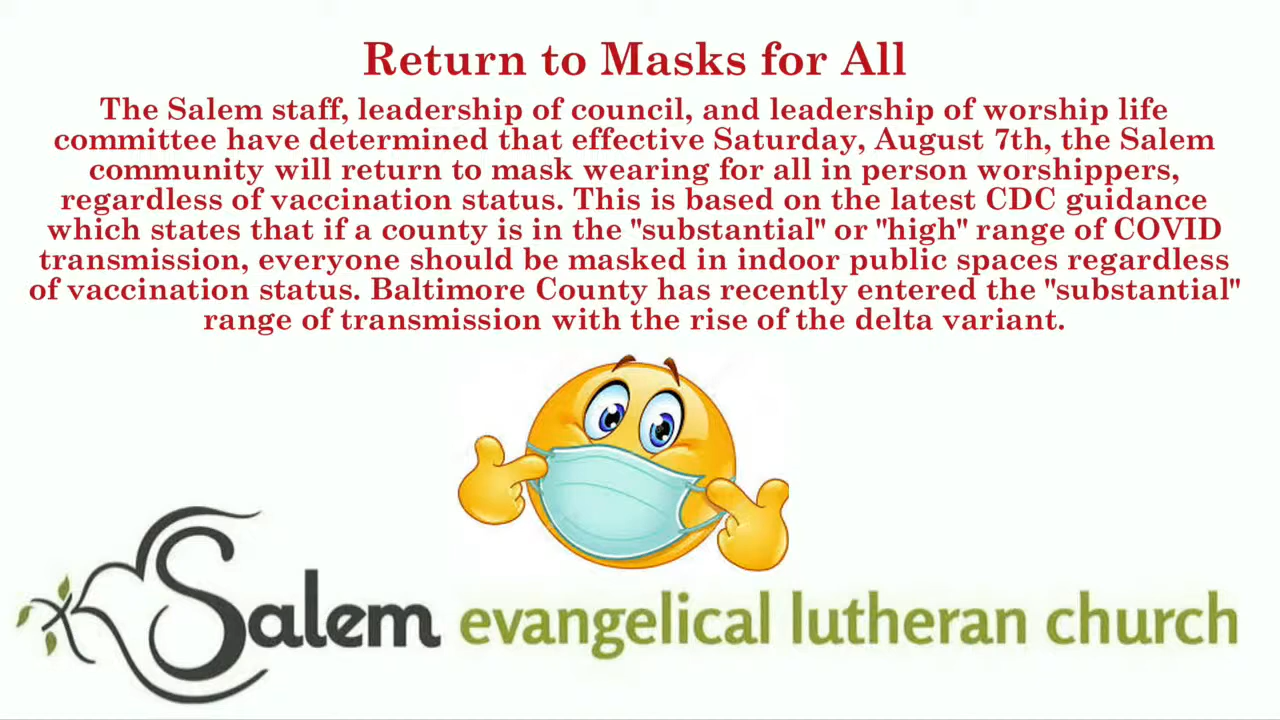 Return to Masks for All
The Salem staff, leadership of council, and leadership of worship life
committee have determined that effective Saturday, August 7th, the Salem
community will return to mask wearing for all in person worshippers,
regardless of vaccination status. This is based on the latest CDC guidance
which states that if a county is in the "substantial" or "high" range of COVID
transmission, everyone should be masked in indoor public spaces regardless
of vaccination status. Baltimore County has recently entered the "substantial"
range of transmission with the rise of the delta variant.
Salem evangelical lutheran church